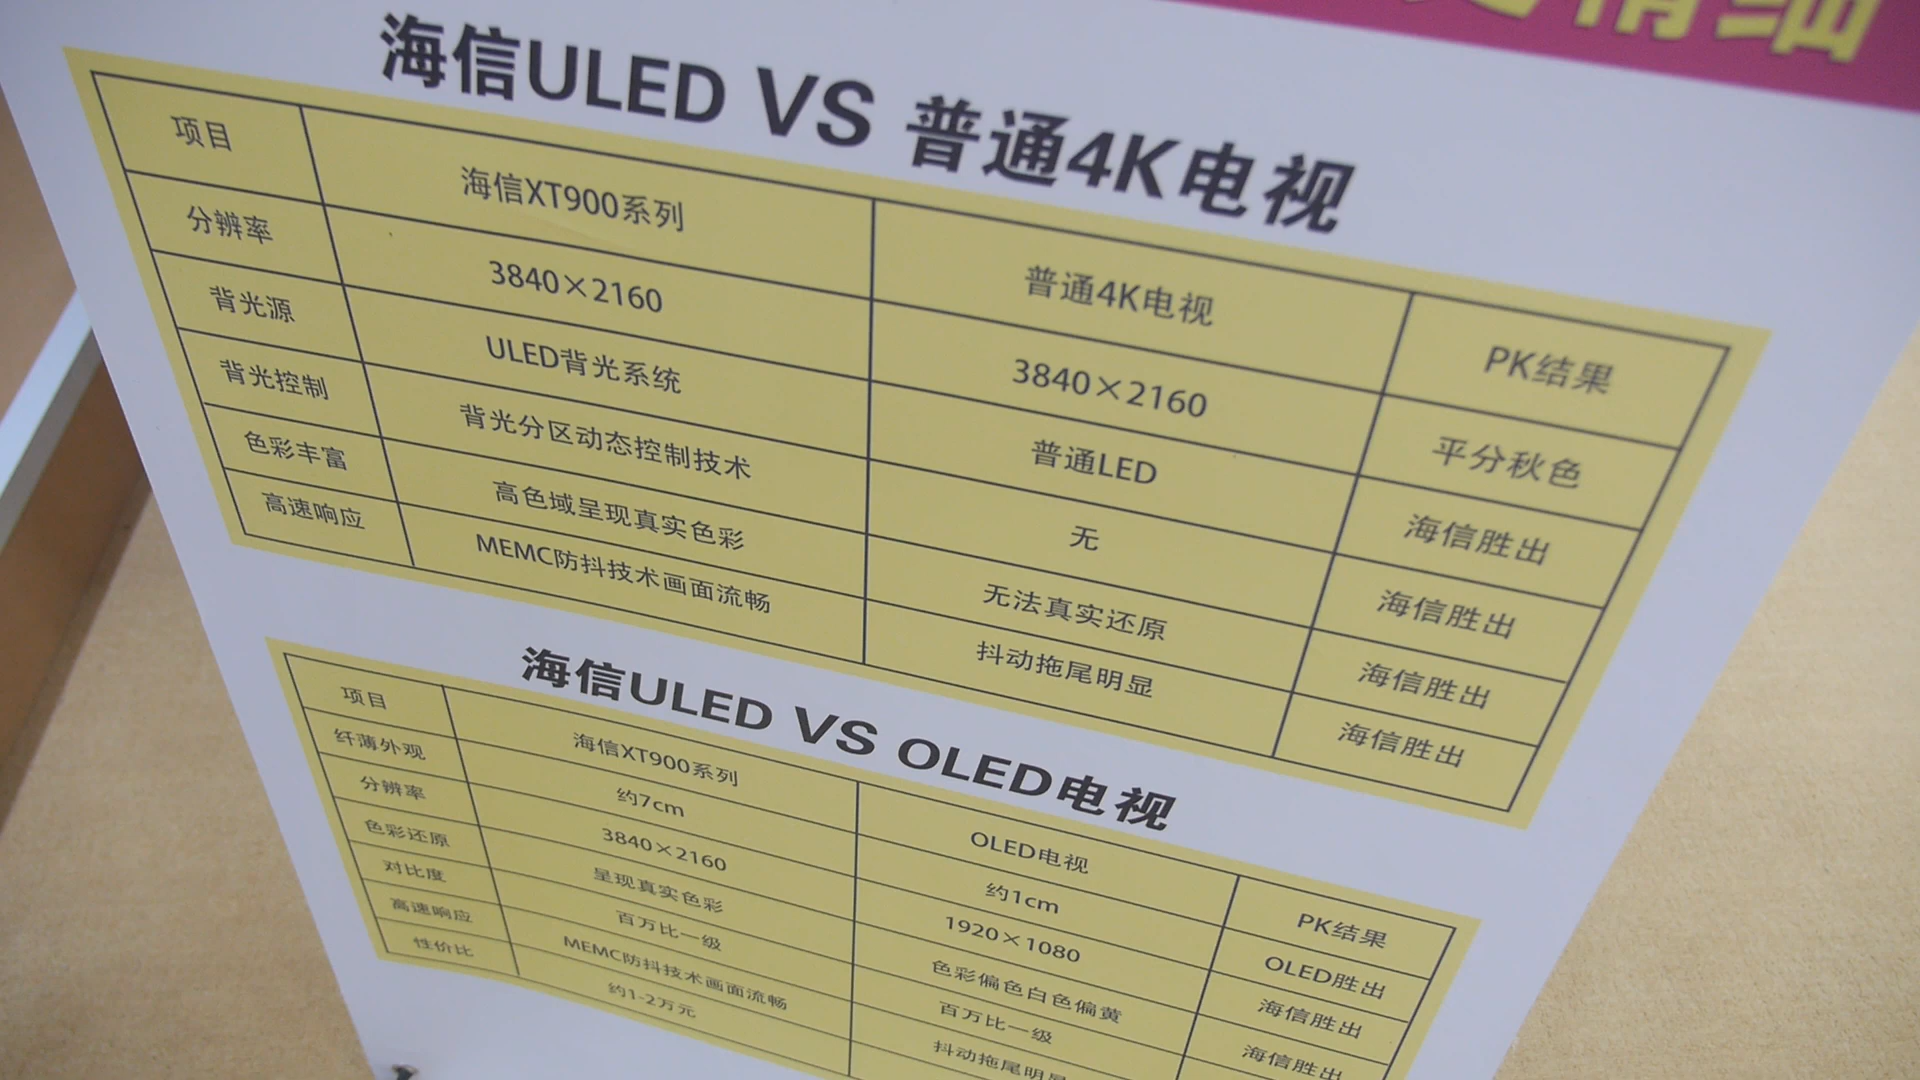 精细
海信ULED VS 普通4K电视
项目 海信XT900系列 普通4K电视 PK结果
分辨率 3840×2160 3840×2160 平分秋色
背光源 ULED背光系统 普通LED 海信胜出
背光控制 背光分区动态控制技术 无 海信胜出
色彩丰富 高色域呈现真实色彩 无法真实还原 海信胜出
高速响应 MEMC防抖技术画面流畅 抖动拖尾明显 海信胜出
海信ULED VS OLED电视
项目 海信XT900系列 OLED电视 PK结果
纤薄外观 约7cm 约1cm OLED胜出
分辨率 3840×2160 1920×1080 海信胜出
色彩还原 呈现真实色彩 色彩偏色白色偏黄 海信胜出
对比度 百万比一级 百万比一级
高速响应 MEMC防抖技术画面流畅 抖动拖尾明显
性价比 约1-2万元